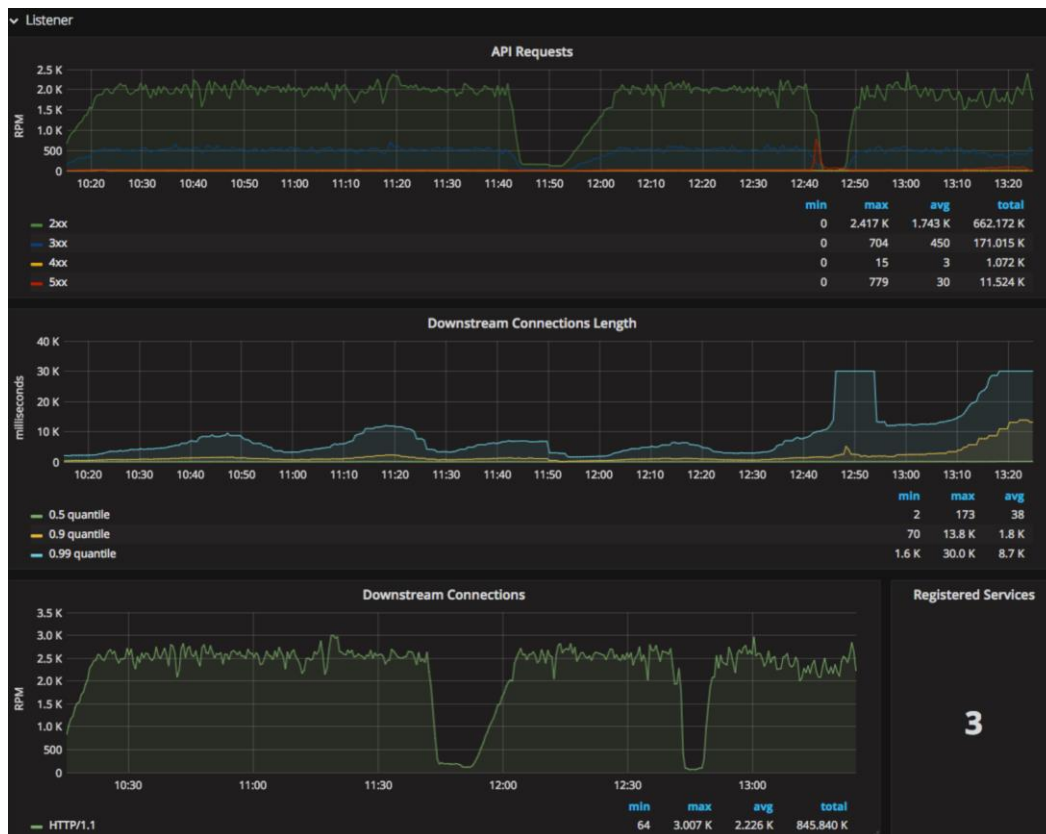 Listener
API Requests
2.5 K
2.0 K
1.5 K
1.0 K
500
0
RPM
10:20 10:30 10:40 10:50 11:00 11:10 11:20 11:30 11:40 11:50 12:00 12:10 12:20 12:30 12:40 12:50 13:00 13:10 13:20
min max avg total
2xx 0 2.417 K 1.743 K 662.172 K
3xx 0 704 450 171.015 K
4xx 0 15 3 1.072 K
5xx 0 779 30 11.524 K
Downstream Connections Length
40 K
30 K
20 K
10 K
0
milliseconds
10:20 10:30 10:40 10:50 11:00 11:10 11:20 11:30 11:40 11:50 12:00 12:10 12:20 12:30 12:40 12:50 13:00 13:10 13:20
min max avg
0.5 quantile 2 173 38
0.9 quantile 70 13.8 K 1.8 K
0.99 quantile 1.6 K 30.0 K 8.7 K
Downstream Connections
3.5 K
3.0 K
2.5 K
2.0 K
1.5 K
1.0 K
500
0
RPM
10:30 11:00 11:30 12:00 12:30 13:00
min max avg total
HTTP/1.1 64 3.007 K 2.226 K 845.840 K
Registered Services
3